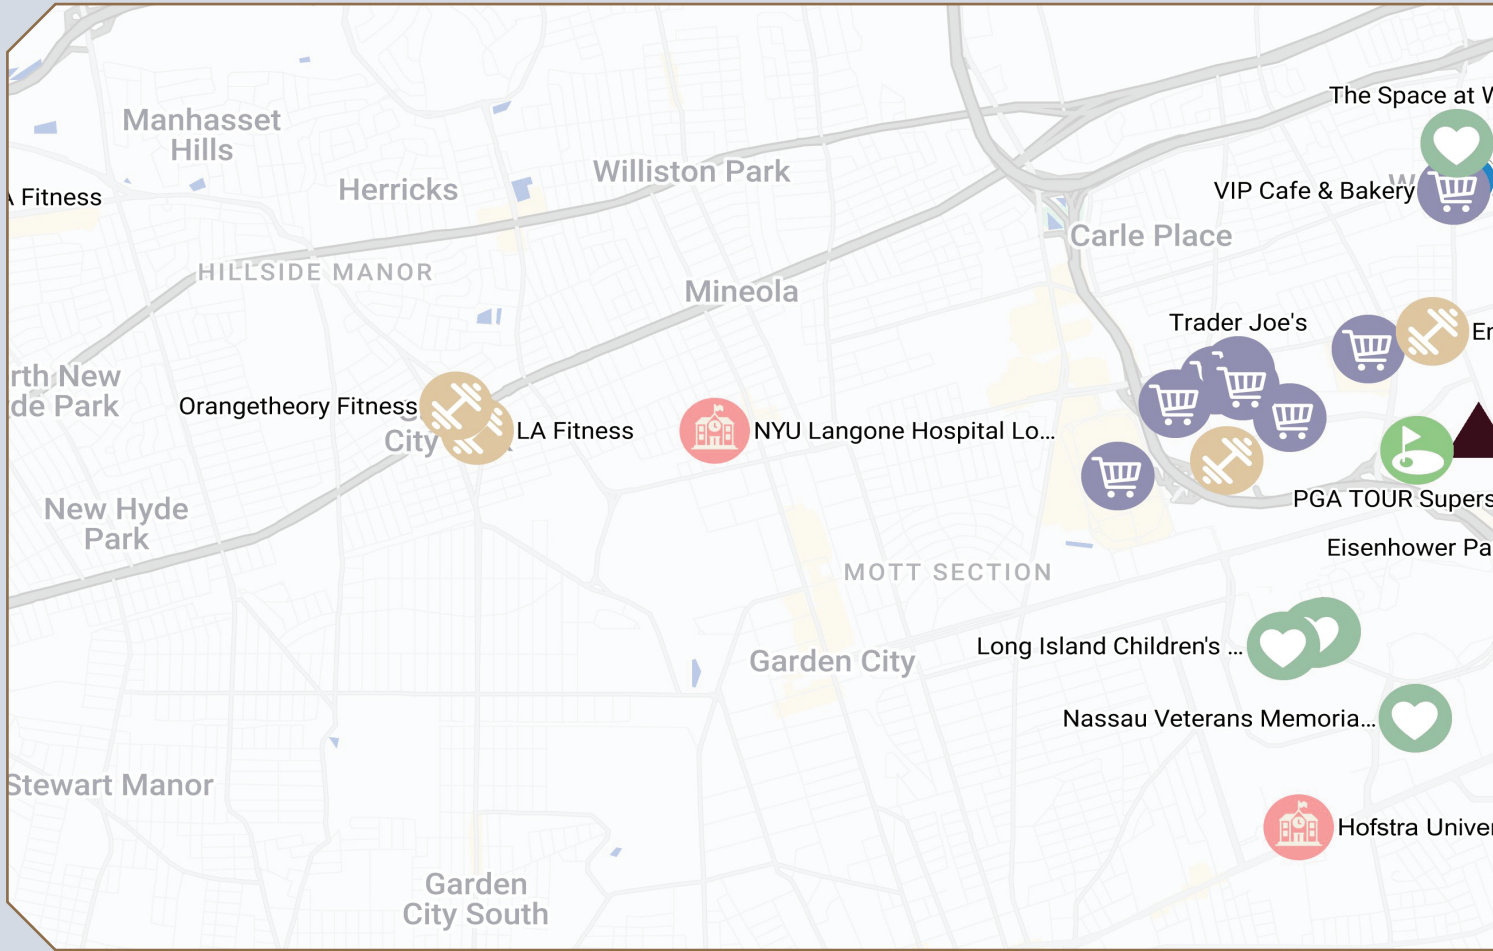 The Space at W
Manhasset
Hills
Williston Park
Herricks
VIP Cafe & Bakery
A Fitness
Carle Place
HILLSIDE MANOR
Mineola
Trader Joe's
rth New
de Park
Orangetheory Fitness
City
LA Fitness
NYU Langone Hospital Lo...
PGA TOUR Supers
New Hyde
Park
Eisenhower Pa
MOTT SECTION
Long Island Children's ...
Garden City
Nassau Veterans Memoria...
Stewart Manor
Hofstra Univer
Garden
City South